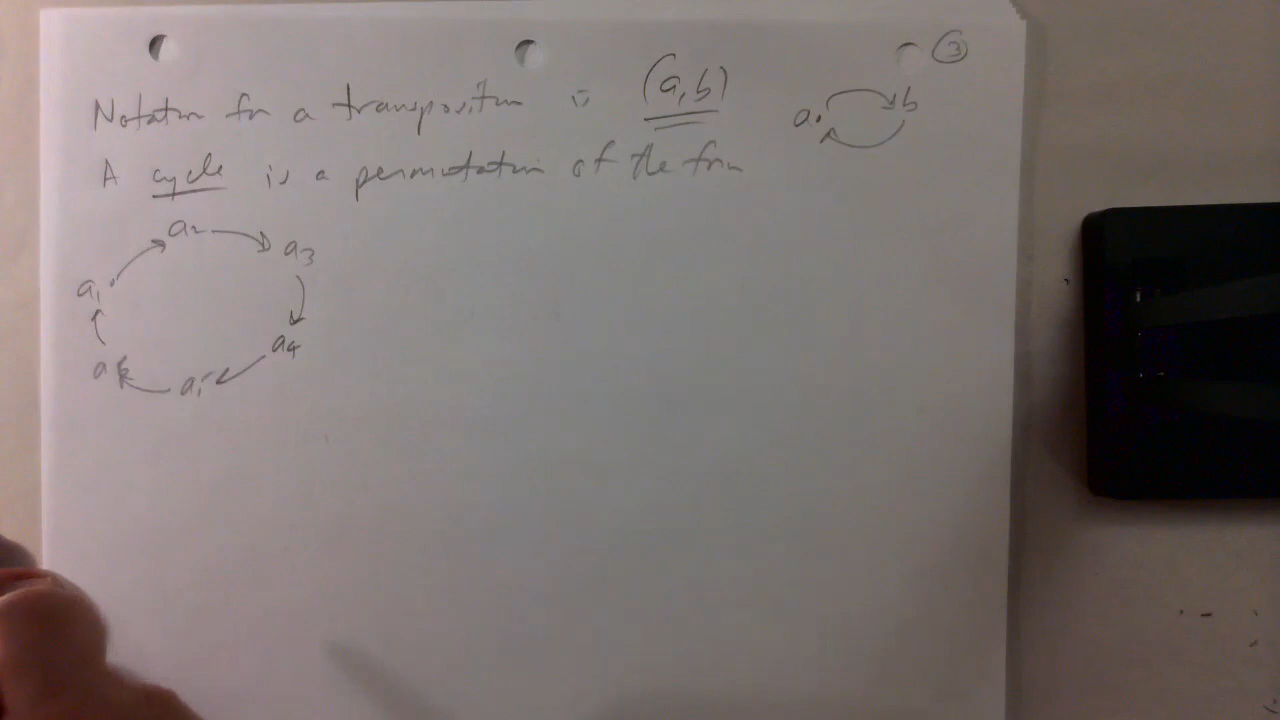 ③
Notation for a transposition is (a,b) a b
A cycle is a permutation of the form
a2
a3
a1
a4
ak
ai